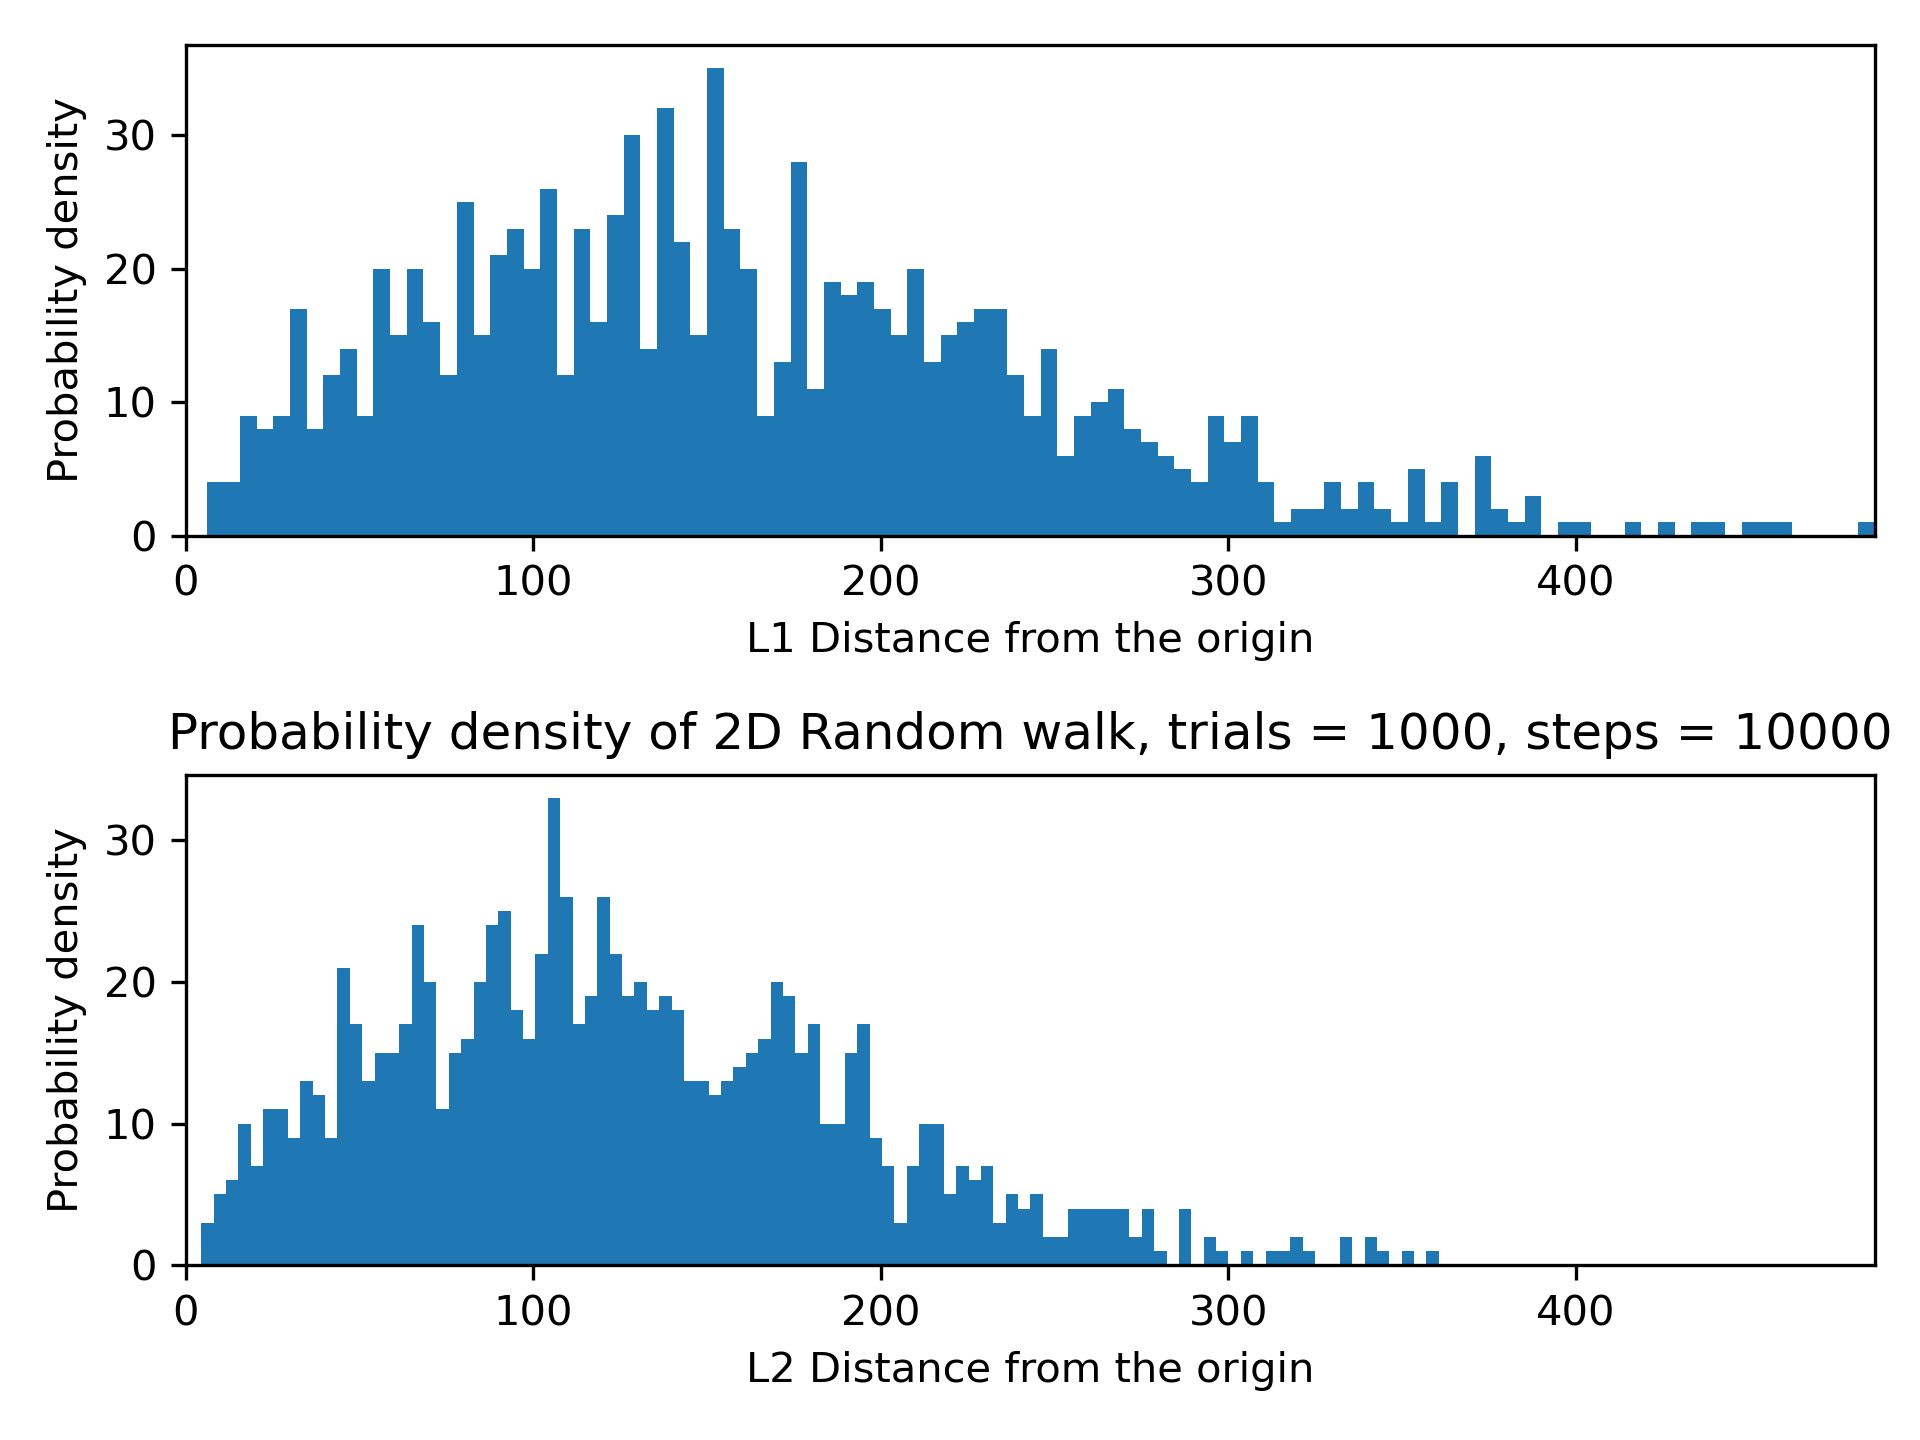 Probability density
30
20
10
0
0 100 200 300 400
L1 Distance from the origin
Probability density of 2D Random walk, trials = 1000, steps = 10000
Probability density
30
20
10
0
0 100 200 300 400
L2 Distance from the origin